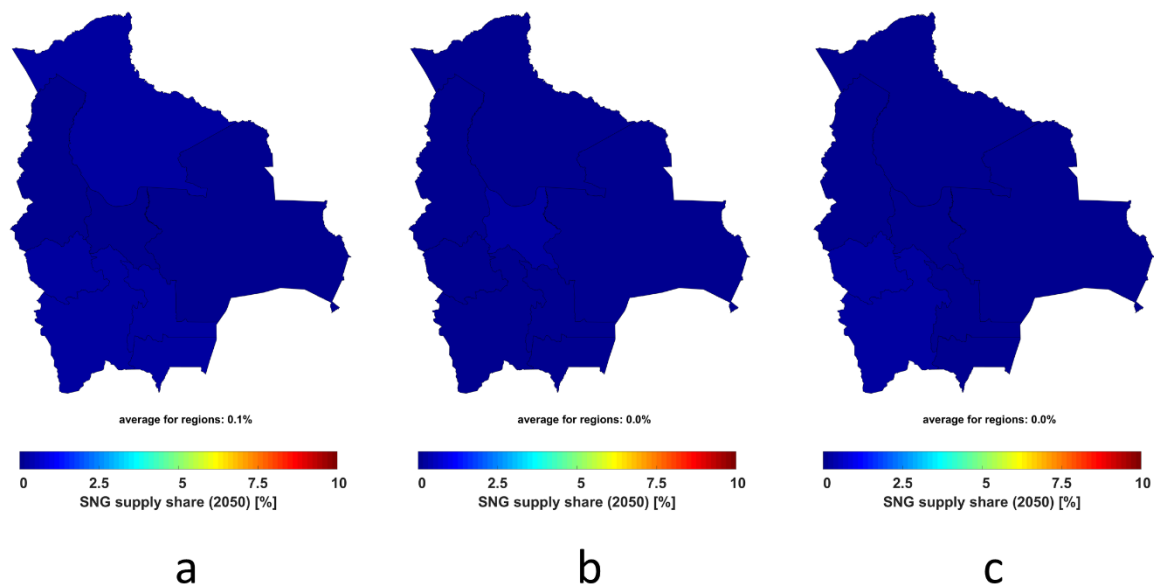 average for regions: 0.1%
average for regions: 0.0%
average for regions: 0.0%
0 2.5 5 7.5 10
0 2.5 5 7.5 10
0 2.5 5 7.5 10
SNG supply share (2050) [%]
SNG supply share (2050) [%]
SNG supply share (2050) [%]
a
b
c